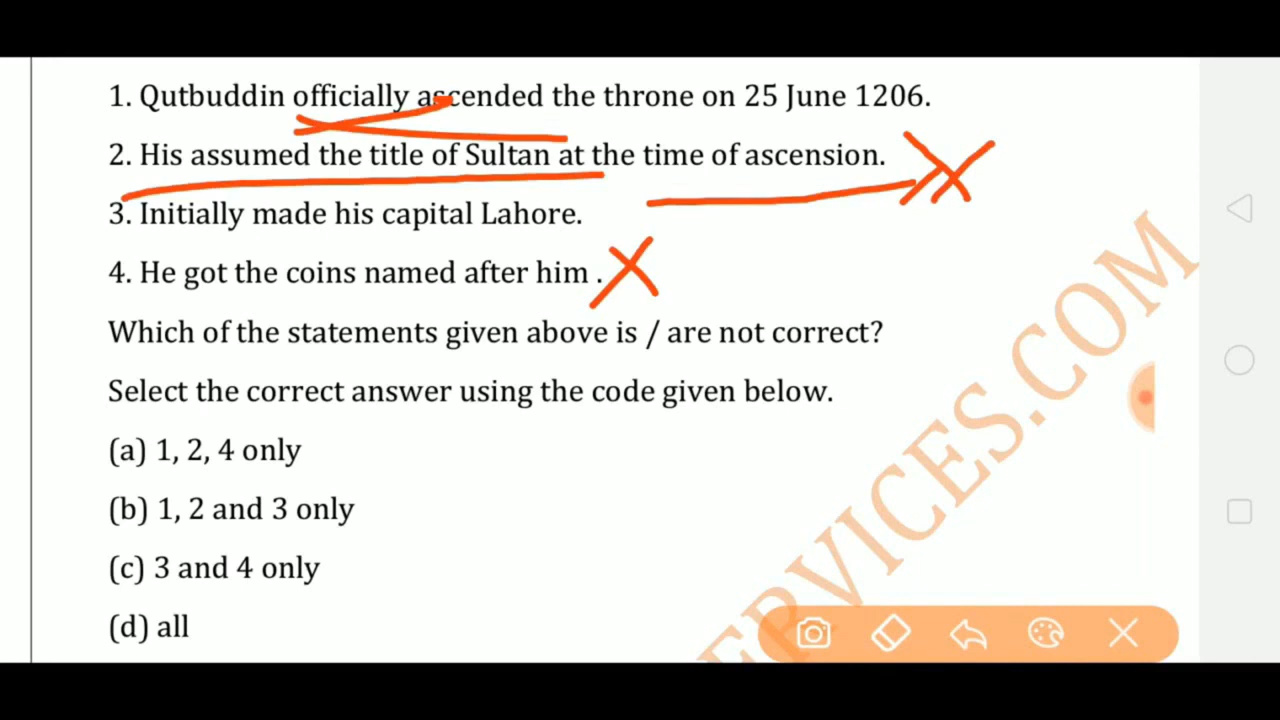 1. Qutbuddin officially ascended the throne on 25 June 1206.
2. His assumed the title of Sultan at the time of ascension.
3. Initially made his capital Lahore.
4. He got the coins named after him .
Which of the statements given above is / are not correct?
Select the correct answer using the code given below.
(a) 1, 2, 4 only
(b) 1, 2 and 3 only
(c) 3 and 4 only
(d) all
ERVICES.COM